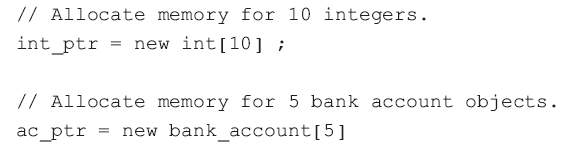 // Allocate memory for 10 integers.
int_ptr = new int[10] ;
// Allocate memory for 5 bank account objects.
ac_ptr = new bank_account[5]